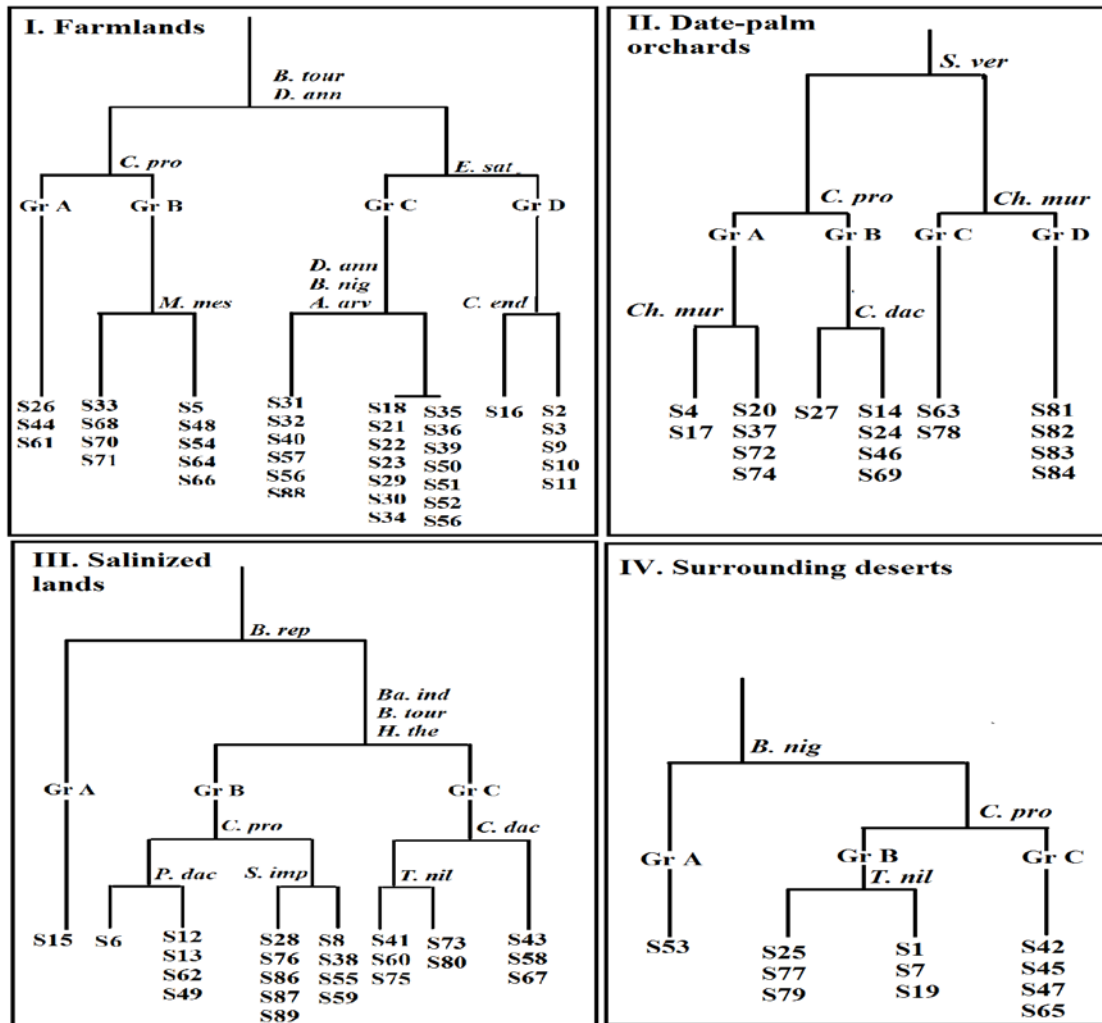 I. Farmlands
B. tour
D. ann
C. pro
E. sat
Gr A
Gr B
Gr C
Gr D
D. ann
B. nig
A. arv
M. mes
C. end
S26
S44
S61
S33
S68
S70
S71
S5
S48
S54
S64
S66
S31
S32
S40
S57
S56
S88
S18
S21
S22
S23
S29
S30
S34
S35
S36
S39
S50
S51
S52
S56
S16
S2
S3
S9
S10
S11
II. Date-palm
orchards
S. ver
C. pro
Ch. mur
Gr A
Gr B
Gr C
Gr D
Ch. mur
C. dac
S4
S17
S20
S37
S72
S74
S27
S14
S24
S46
S69
S63
S78
S81
S82
S83
S84
III. Salinized
lands
B. rep
Ba. ind
B. tour
H. the
Gr A
Gr B
Gr C
C. pro
C. dac
P. dac
S. imp
T. nil
S15
S6
S12
S13
S62
S49
S28
S76
S86
S87
S89
S8
S38
S55
S59
S41
S60
S75
S73
S80
S43
S58
S67
IV. Surrounding deserts
B. nig
C. pro
Gr A
Gr B
Gr C
T. nil
S53
S25
S77
S79
S1
S7
S19
S42
S45
S47
S65